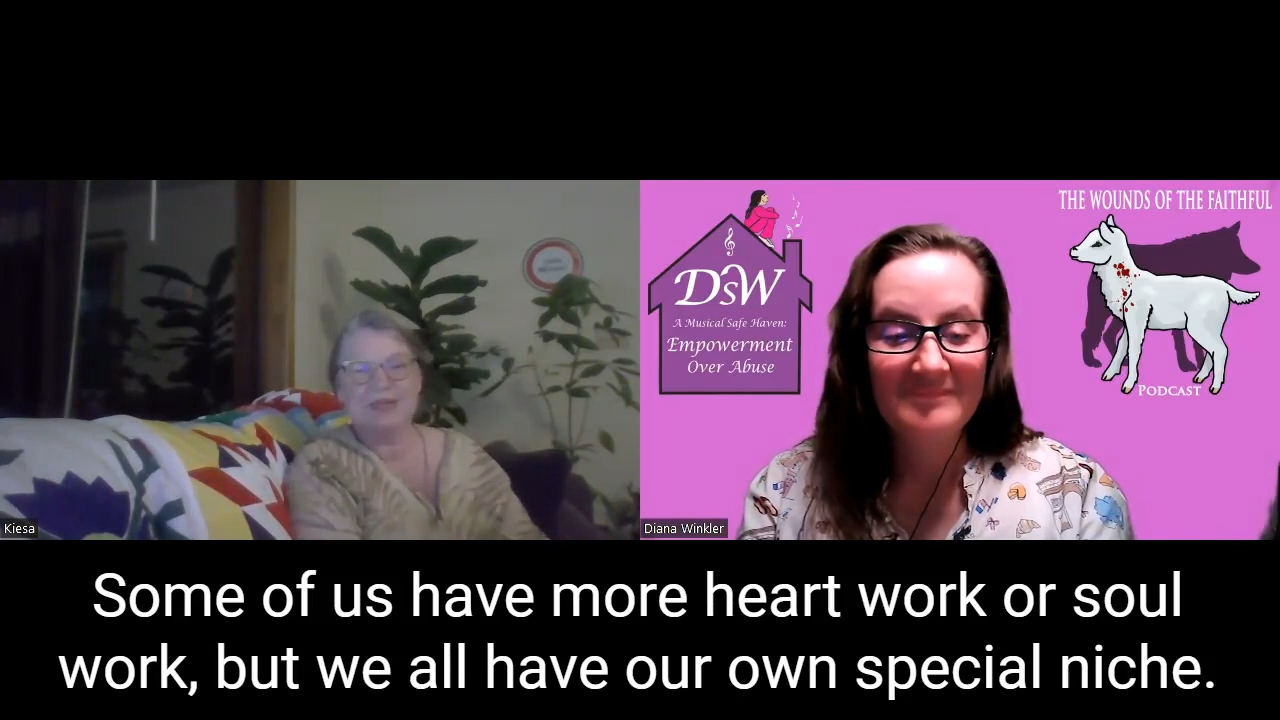 THE WOUNDS OF THE FAITHFUL
DSW
A Musical Safe Haven:
Empowerment
Over Abuse
PODCAST
Kiesa
Diana Winkler
Some of us have more heart work or soul
work, but we all have our own special niche.